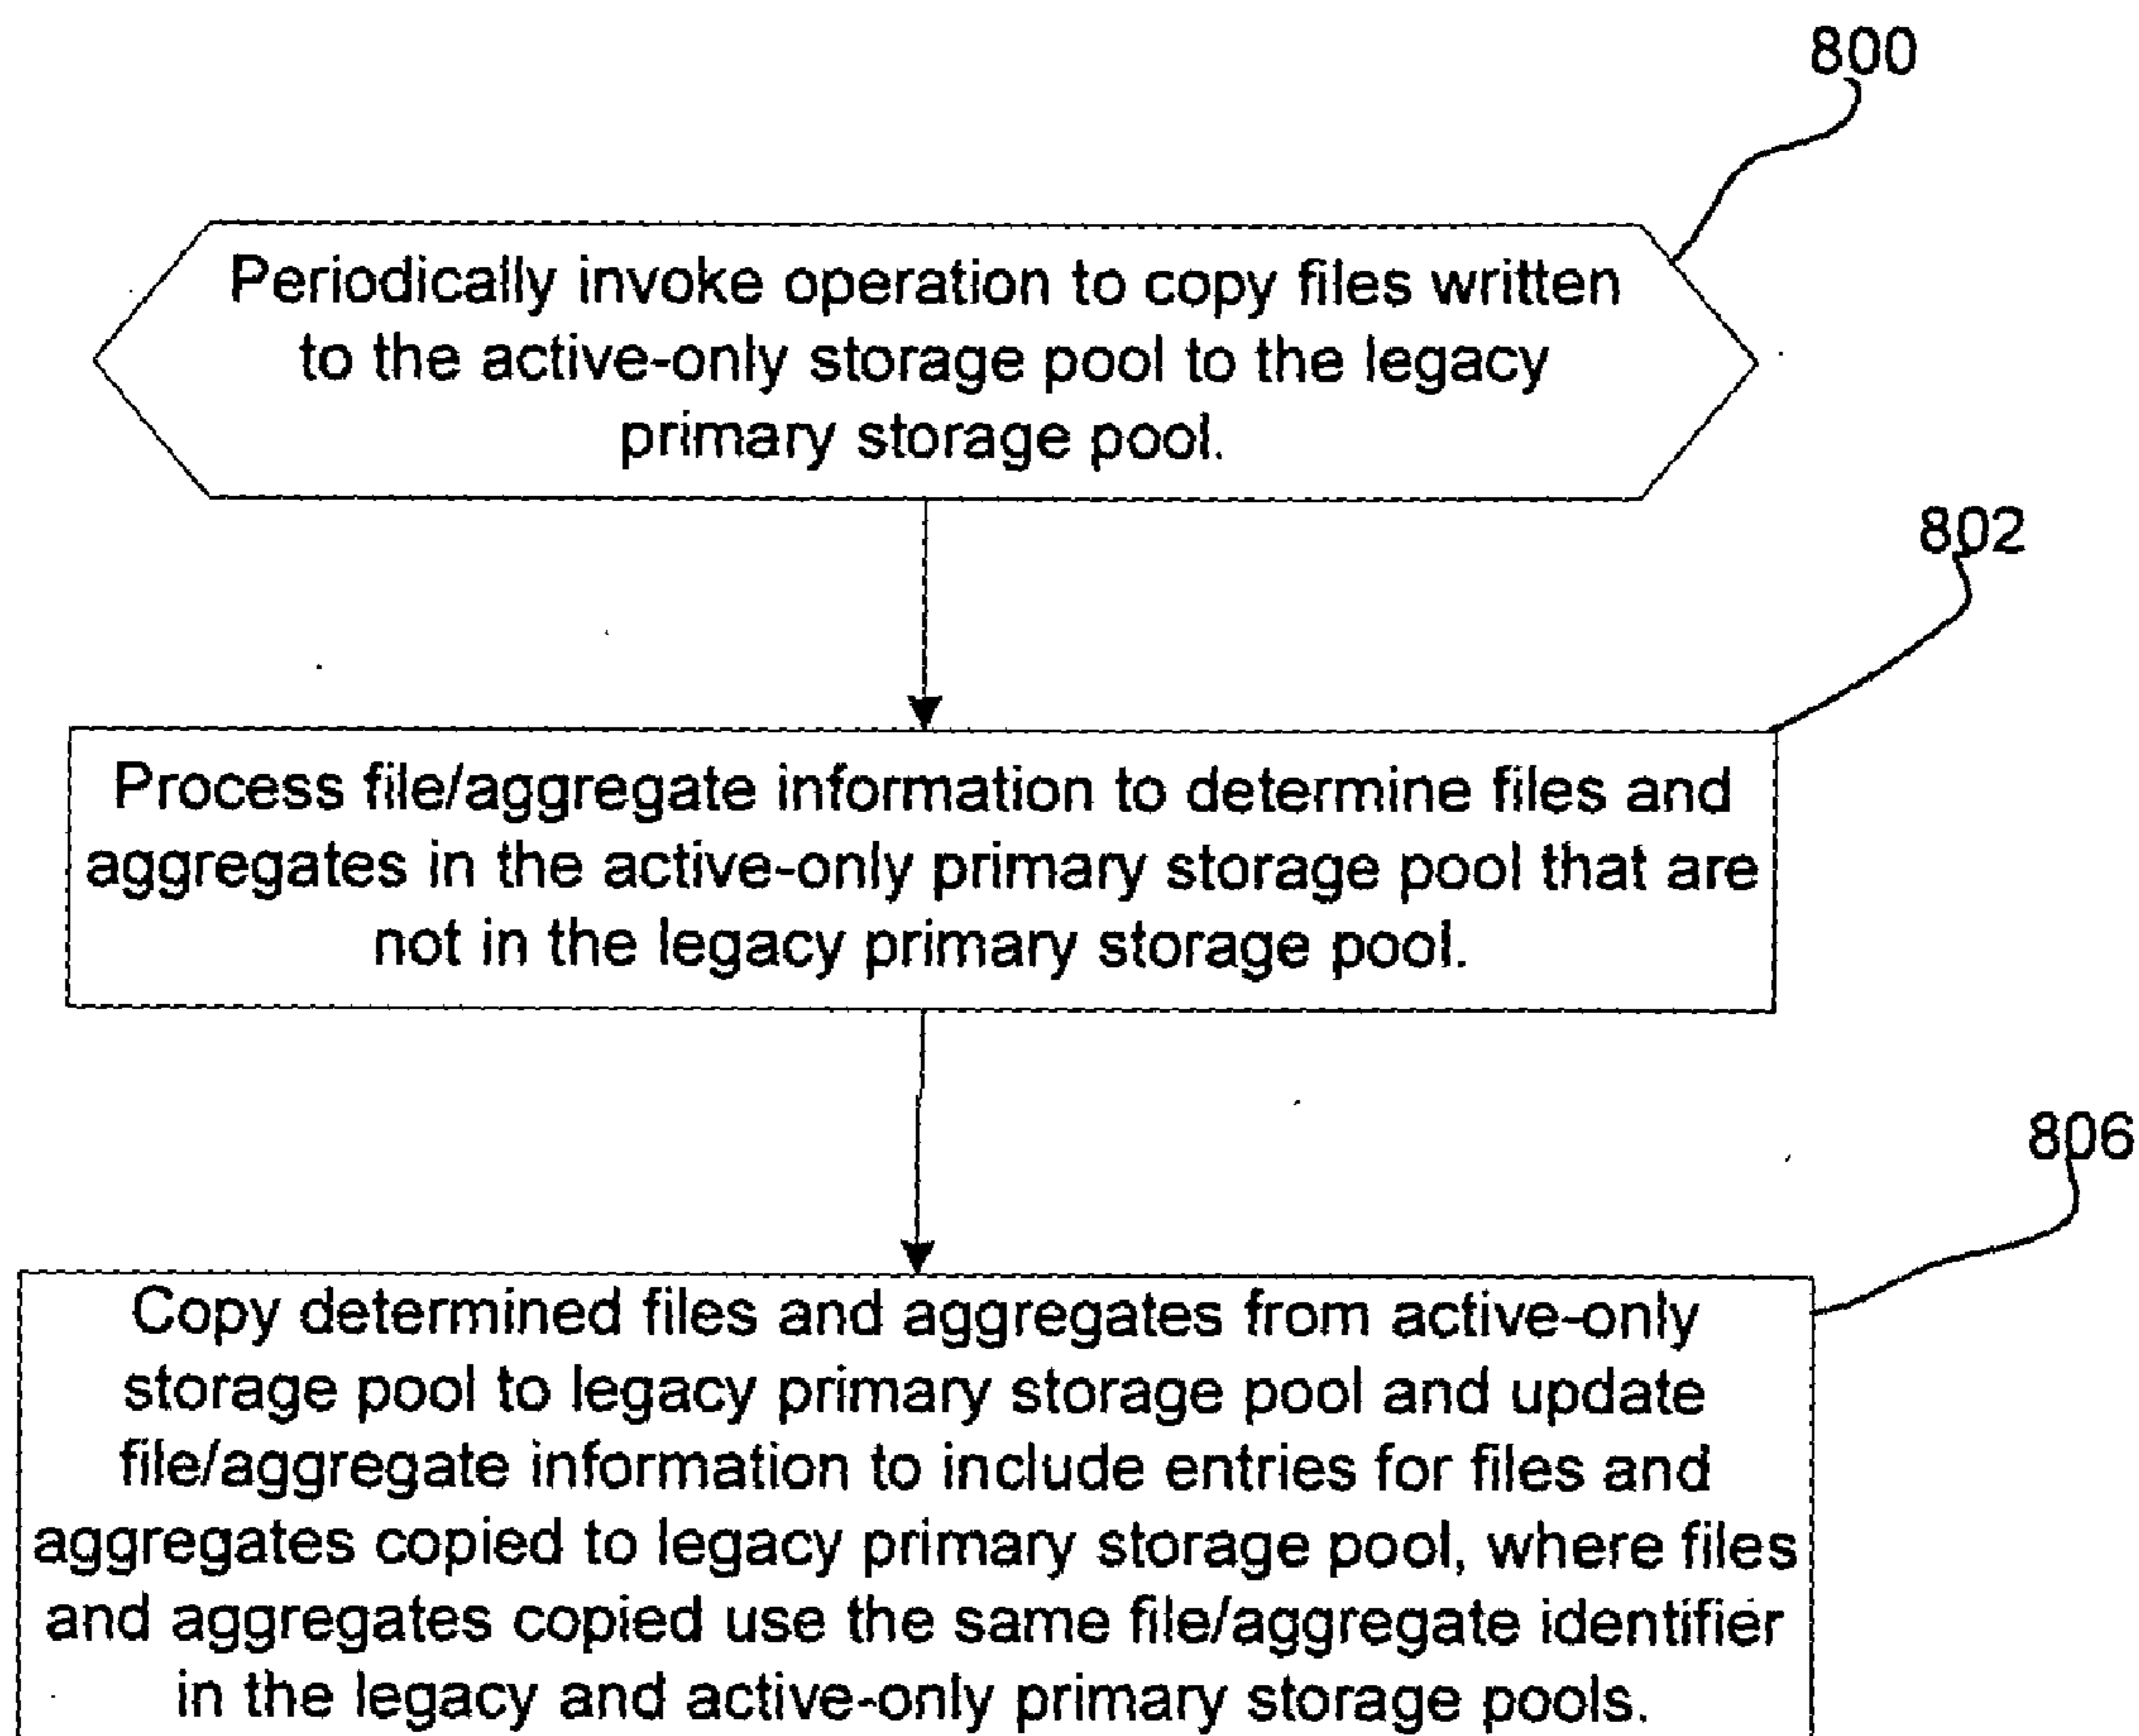 800
Periodically invoke operation to copy files written
to the active-only storage pool to the legacy
primary storage pool.
802
Process file/aggregate information to determine files and
aggregates in the active-only primary storage pool that are
not in the legacy primary storage pool.
806
Copy determined files and aggregates from active-only
storage pool to legacy primary storage pool and update
file/aggregate information to include entries for files and
aggregates copied to legacy primary storage pool, where files
and aggregates copied use the same file/aggregate identifier
in the legacy and active-only primary storage pools.